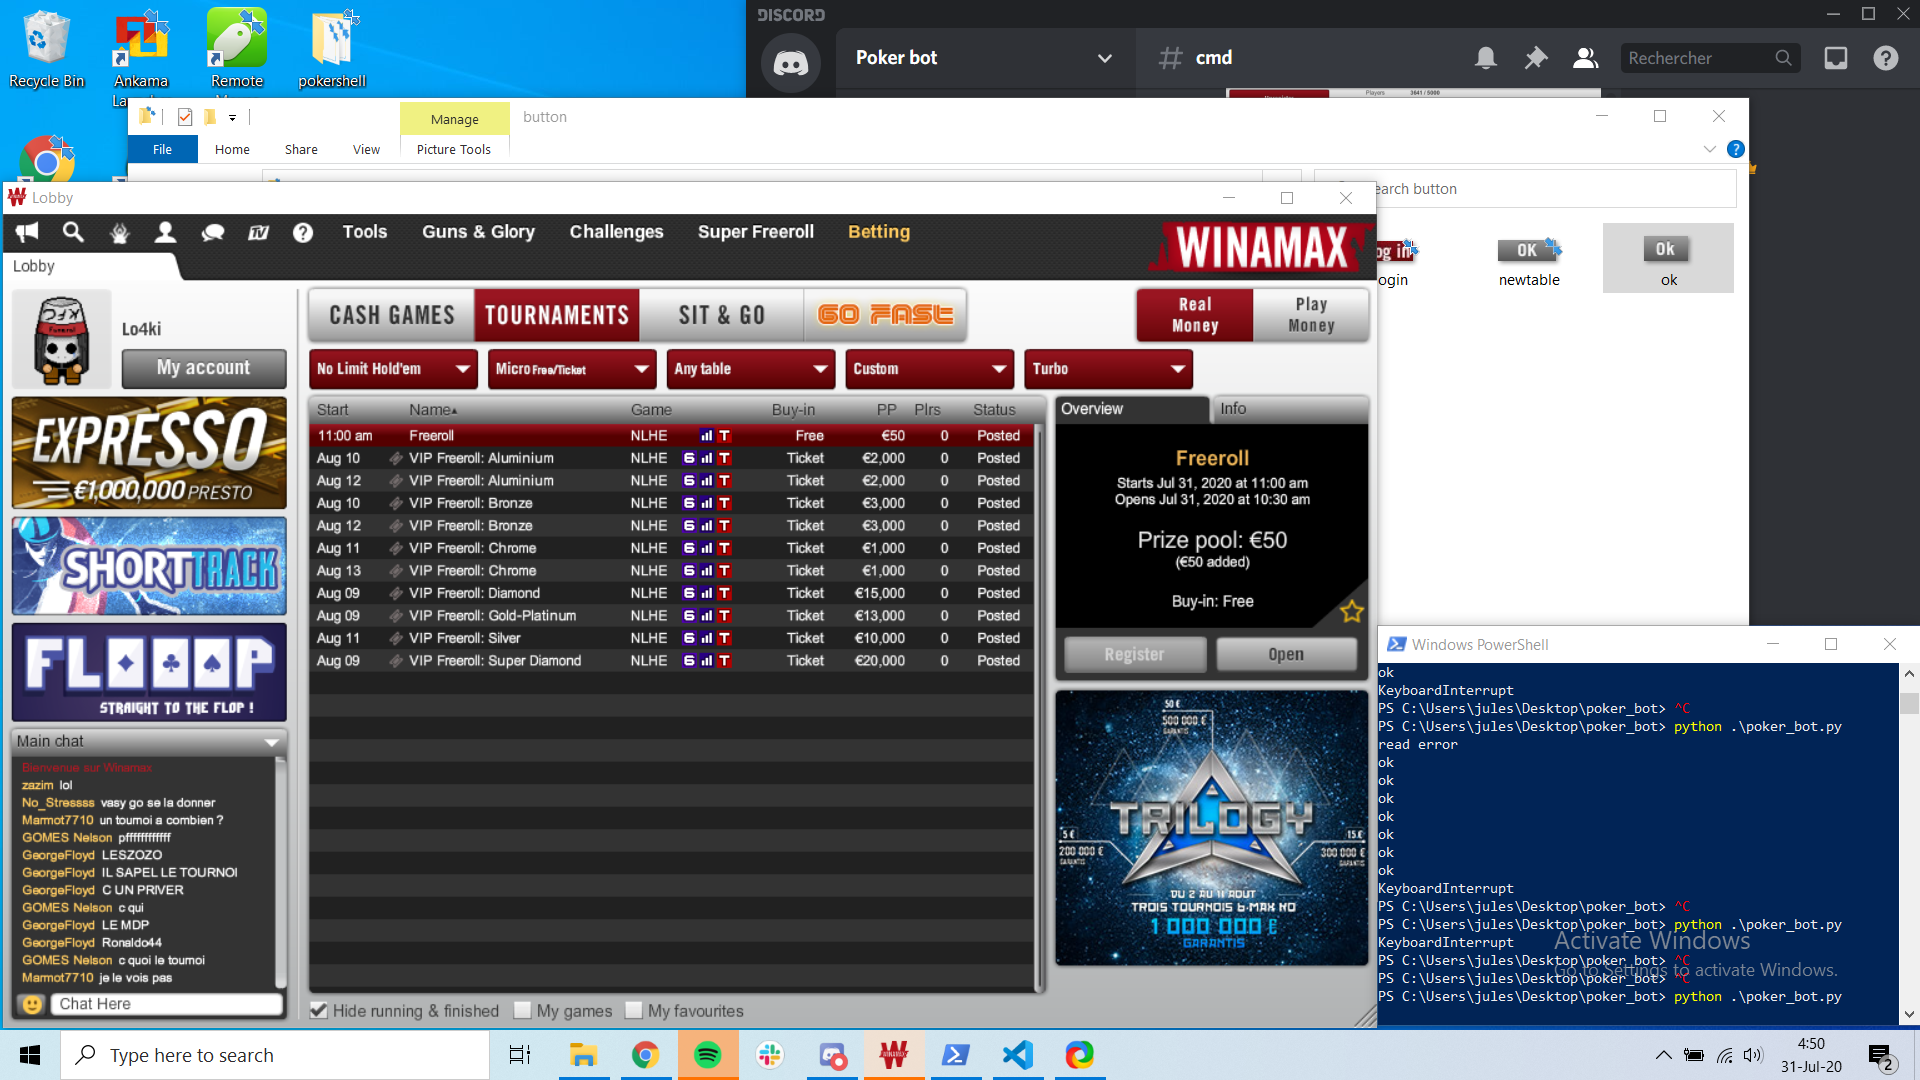 Recycle Bin
Ankama
Remote
pokershell
DISCORD
Poker bot
cmd
Rechercher
Players 3641 / 5000
Manage
button
File
Home
Share
View
Picture Tools
earch button
og in
ogin
OK
newtable
Ok
ok
Lobby
Tools
Guns & Glory
Challenges
Super Freeroll
Betting
WINAMAX
Lobby
Lo4ki
My account
CASH GAMES
TOURNAMENTS
SIT & GO
GO FAST
Real Money
Play Money
No Limit Hold'em
Micro Free/Ticket
Any table
Custom
Turbo
Start Name Game Buy-in PP Plrs Status
11:00 am Freeroll NLHE T Free €50 0 Posted
Aug 10 VIP Freeroll: Aluminium NLHE 6 T Ticket €2,000 0 Posted
Aug 12 VIP Freeroll: Aluminium NLHE 6 T Ticket €2,000 0 Posted
Aug 10 VIP Freeroll: Bronze NLHE 6 T Ticket €3,000 0 Posted
Aug 12 VIP Freeroll: Bronze NLHE 6 T Ticket €3,000 0 Posted
Aug 11 VIP Freeroll: Chrome NLHE 6 T Ticket €1,000 0 Posted
Aug 13 VIP Freeroll: Chrome NLHE 6 T Ticket €1,000 0 Posted
Aug 09 VIP Freeroll: Diamond NLHE 6 T Ticket €15,000 0 Posted
Aug 09 VIP Freeroll: Gold-Platinum NLHE 6 T Ticket €13,000 0 Posted
Aug 11 VIP Freeroll: Silver NLHE 6 T Ticket €10,000 0 Posted
Aug 09 VIP Freeroll: Super Diamond NLHE 6 T Ticket €20,000 0 Posted
Hide running & finished
My games
My favourites
EXPRESSO
€1,000,000 PRESTO
SHORTTRACK
FLOOOP
STRAIGHT TO THE FLOP !
Main chat
Bienvenue sur Winamax
zazim lol
No_Stressss vasy go se la donner
Marmot7710 un tournoi a combien ?
GOMES Nelson pffffffffffff
GeorgeFloyd LESZOZO
GeorgeFloyd IL SAPEL LE TOURNOI
GeorgeFloyd C UN PRIVER
GOMES Nelson c qui
GeorgeFloyd LE MDP
GeorgeFloyd Ronaldo44
GOMES Nelson c quoi le tournoi
Marmot7710 je le vois pas
Chat Here
Overview
Info
Freeroll
Starts Jul 31, 2020 at 11:00 am
Opens Jul 31, 2020 at 10:30 am
Prize pool: €50
(€50 added)
Buy-in: Free
Register
Open
50 €
500 000 €
GARANTIS
TRILOGY
5 €
200 000 €
GARANTIS
15 €
300 000 €
GARANTIS
DU 2 AU 11 AOUT
TROIS TOURNOIS 6-MAX NO
1 000 000 €
GARANTIS
Windows PowerShell
ok
KeyboardInterrupt
PS C:\Users\jules\Desktop\poker_bot> ^C
PS C:\Users\jules\Desktop\poker_bot> python .\poker_bot.py
read error
ok
ok
ok
ok
ok
ok
ok
KeyboardInterrupt
PS C:\Users\jules\Desktop\poker_bot> ^C
PS C:\Users\jules\Desktop\poker_bot> python .\poker_bot.py
KeyboardInterrupt
PS C:\Users\jules\Desktop\poker_bot> ^C
PS C:\Users\jules\Desktop\poker_bot> ^C
PS C:\Users\jules\Desktop\poker_bot> python .\poker_bot.py
Activate Windows
Go to Settings to activate Windows.
Type here to search
4:50
31-Jul-20
2